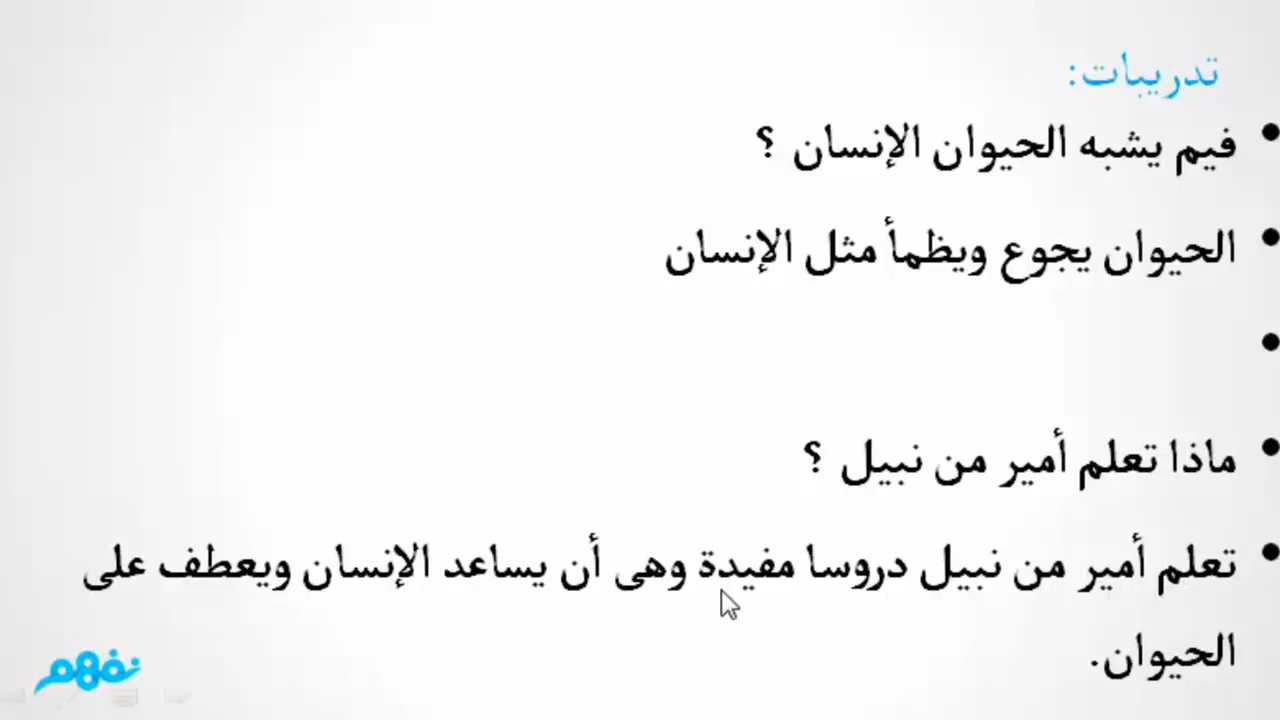 تدريبات:
• فيم يشبه الحيوان الإنسان ؟
• الحيوان يجوع ويظمأ مثل الإنسان
•
• ماذا تعلم أمير من نبيل ؟
• تعلم أمير من نبيل دروسا مفيدة وهى أن يساعد الإنسان ويعطف على
الحيوان.
نفهم